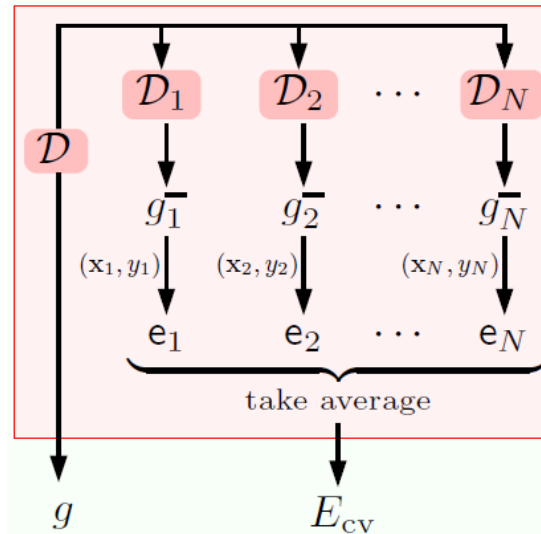 𝒟₁ 𝒟₂ ⋯ 𝒟_N
𝒟
g₁⁻ g₂⁻ ⋯ g_N⁻
(x₁, y₁) (x₂, y₂) (x_N, y_N)
e₁ e₂ ⋯ e_N
take average
g E_cv